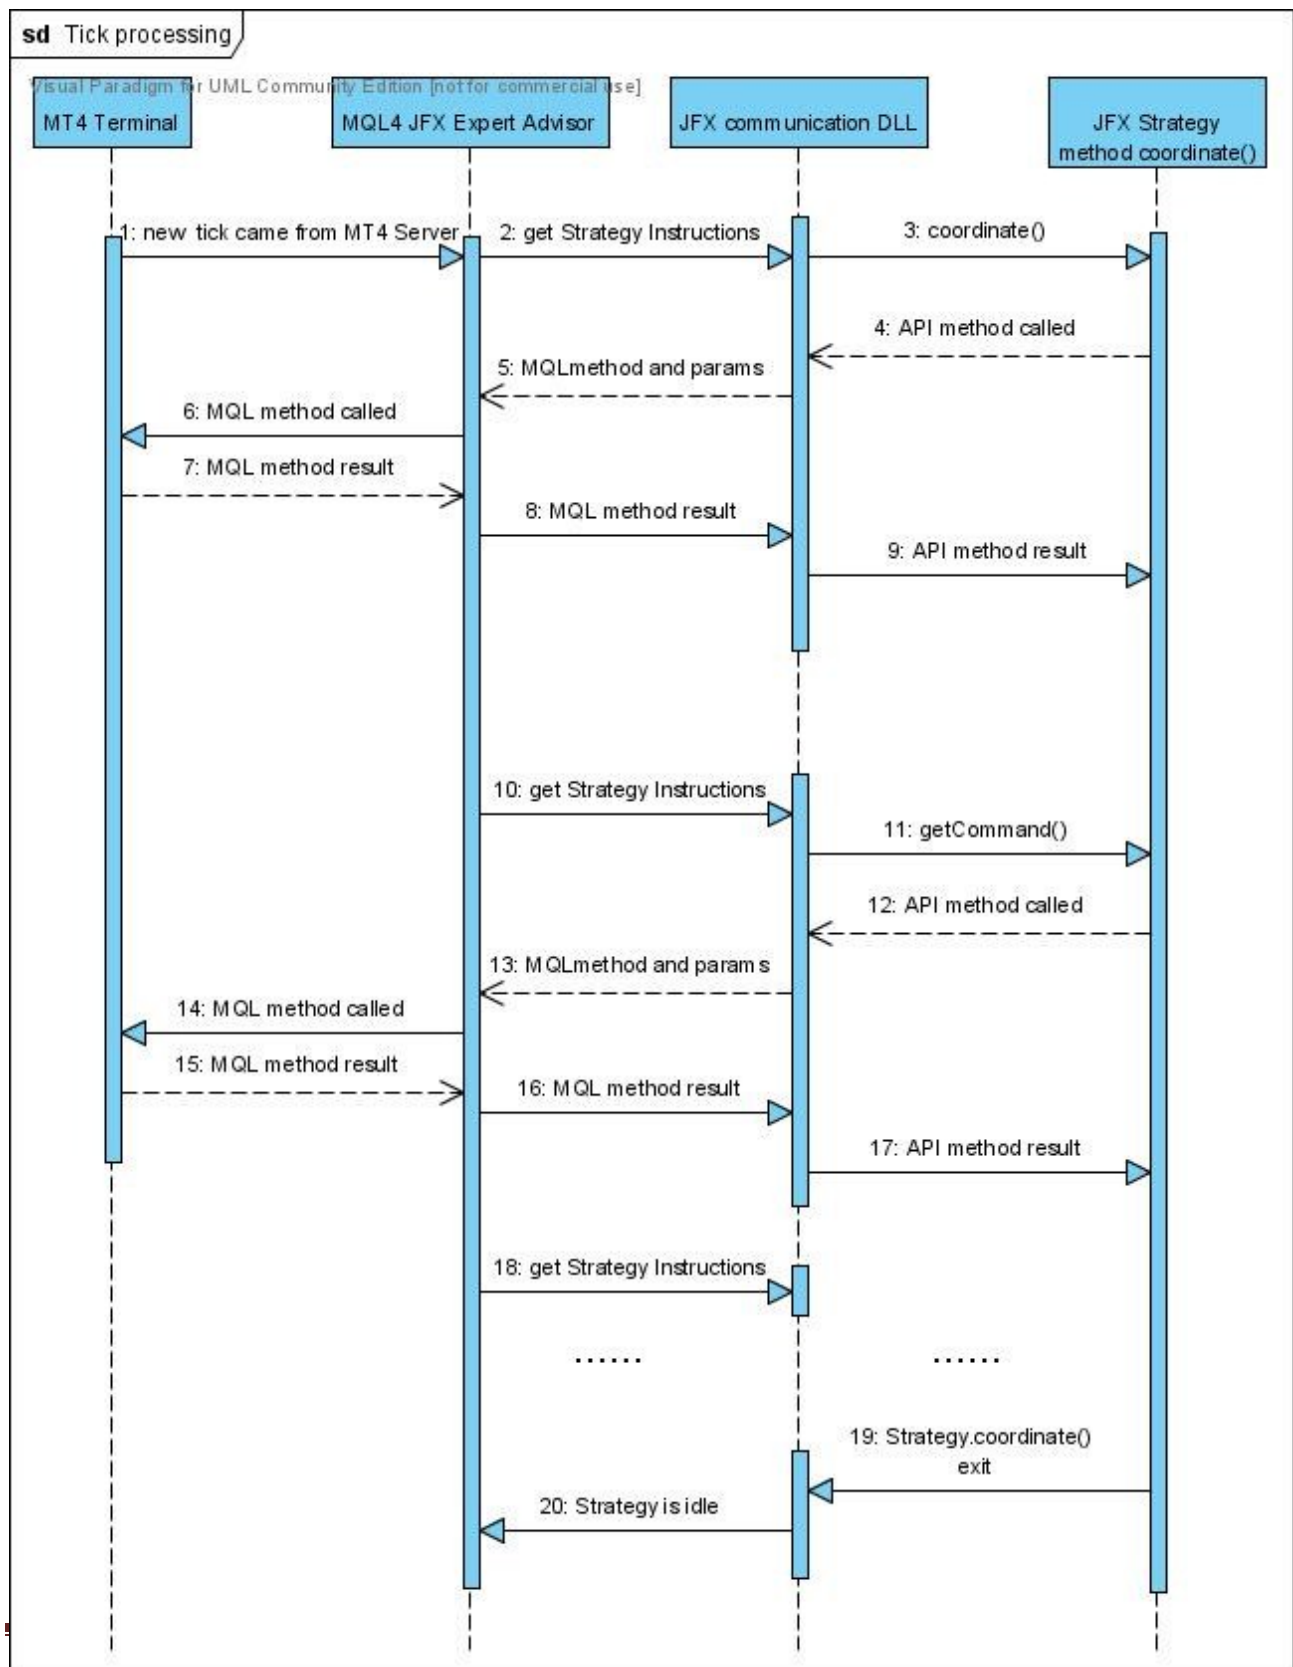 sd Tick processing
Visual Paradigm for UML Community Edition [not for commercial use]
MT4 Terminal
MQL4 JFX Expert Advisor
JFX communication DLL
JFX Strategy
method coordinate()
1: new tick came from MT4 Server
2: get Strategy Instructions
3: coordinate()
4: API method called
5: MQLmethod and params
6: MQL method called
7: MQL method result
8: MQL method result
9: API method result
10: get Strategy Instructions
11: getCommand()
12: API method called
13: MQLmethod and params
14: MQL method called
15: MQL method result
16: MQL method result
17: API method result
18: get Strategy Instructions
......
......
19: Strategy.coordinate()
exit
20: Strategy is idle